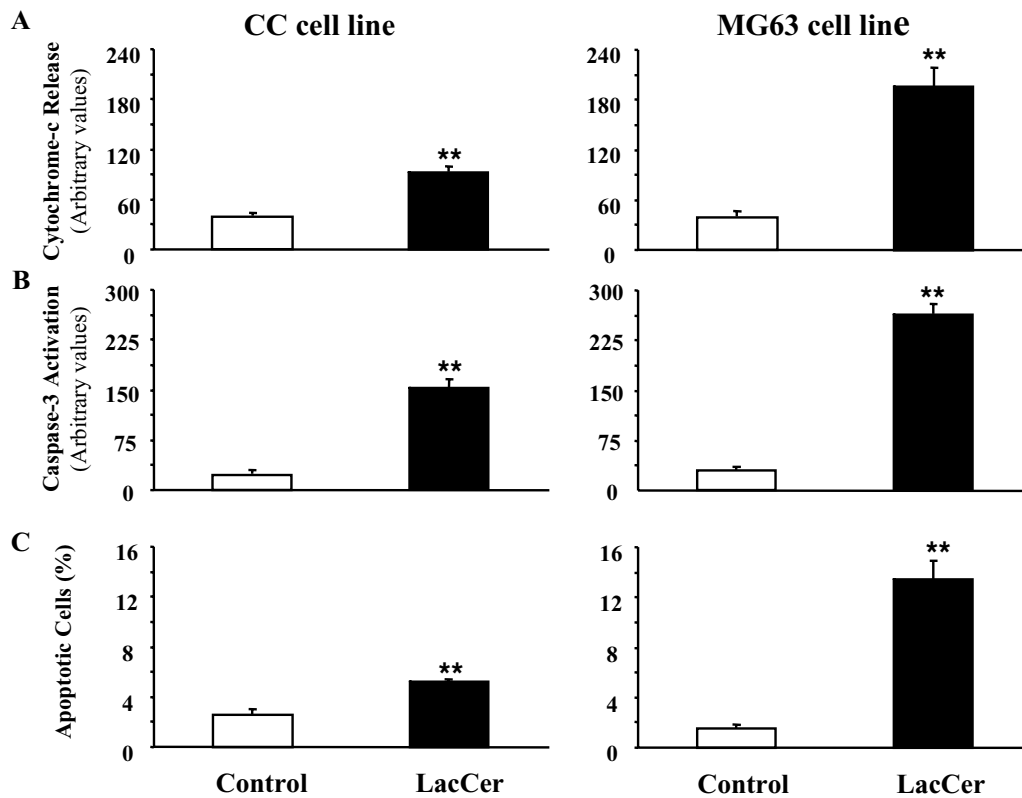 A
CC cell line
MG63 cell line
Cytochrome-c Release
(Arbitrary values)
240
180
120
60
0
**
240
180
120
60
0
**
B
Caspase-3 Activation
(Arbitrary values)
300
225
150
75
0
**
300
225
150
75
0
**
C
Apoptotic Cells (%)
16
12
8
4
0
**
16
12
8
4
0
**
Control
LacCer
Control
LacCer